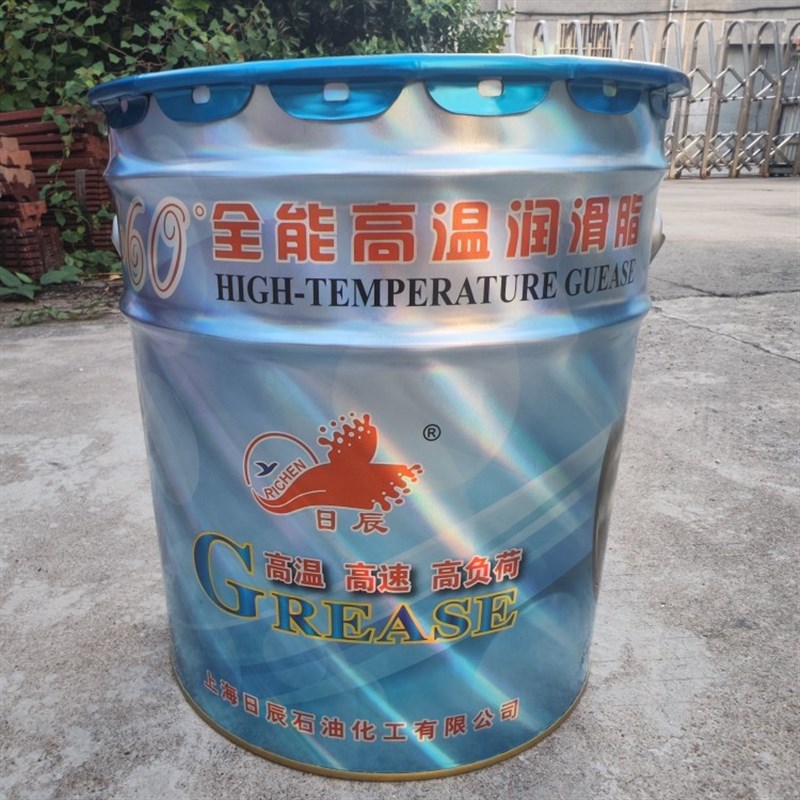 60° 全能高温润滑脂
HIGH-TEMPERATURE GUEASE
®
RICHEN
日辰
高温 高速 高负荷
GREASE
上海日辰石油化工有限公司